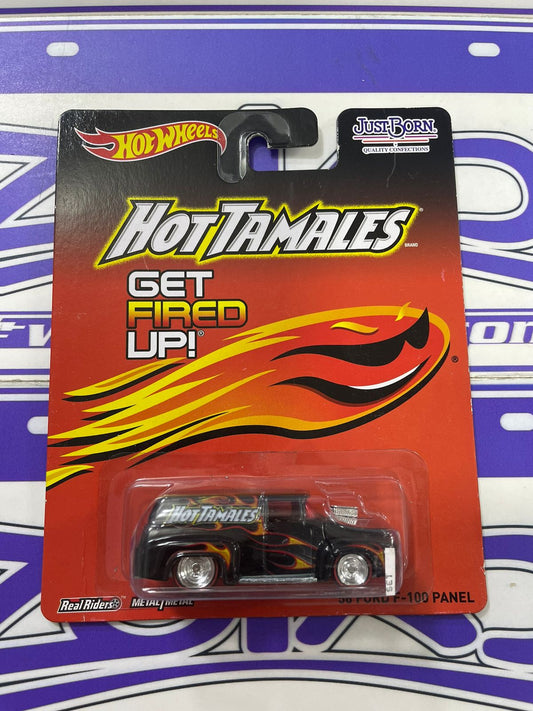 HOT WHEELS
JUST BORN®
QUALITY CONFECTIONS
HOT TAMALES®
BRAND
GET
FIRED
UP!®
®
HOT TAMALES
Real Riders
METAL/METAL
56 FORD F-100 PANEL